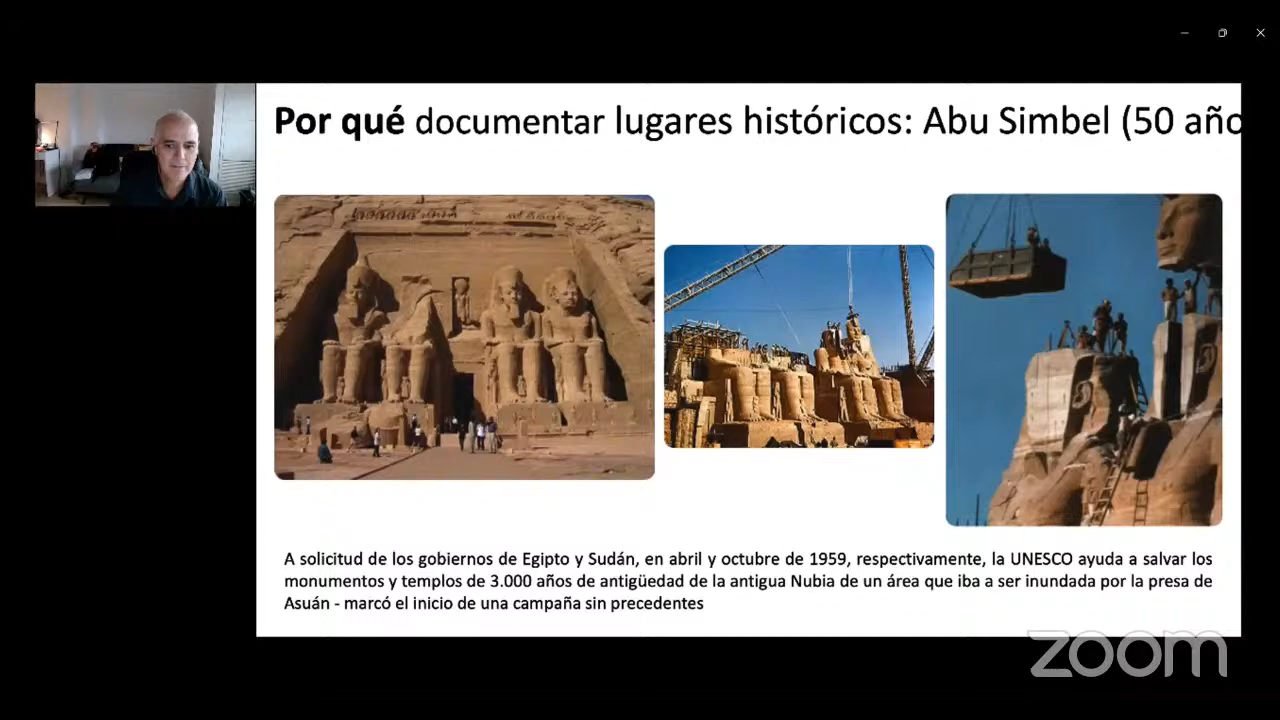 Por qué documentar lugares históricos: Abu Simbel (50 año
A solicitud de los gobiernos de Egipto y Sudán, en abril y octubre de 1959, respectivamente, la UNESCO ayuda a salvar los
monumentos y templos de 3.000 años de antigüedad de la antigua Nubia de un área que iba a ser inundada por la presa de
Asuán - marcó el inicio de una campaña sin precedentes
zoom